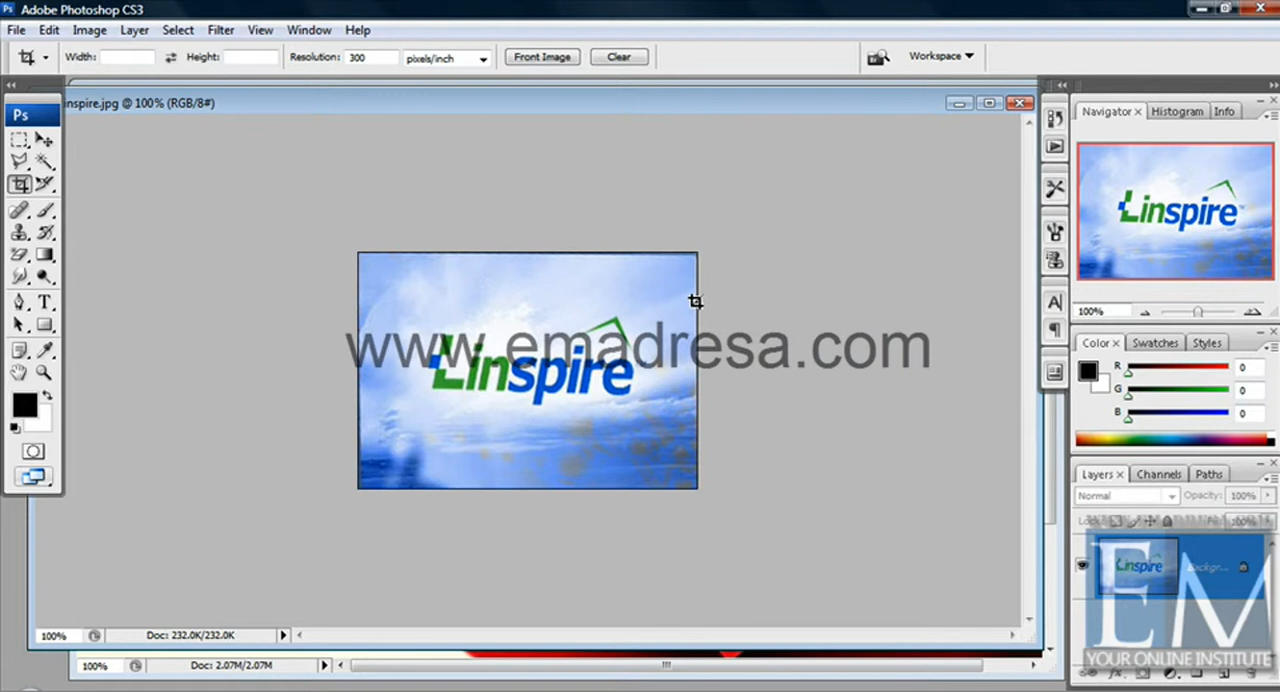 Adobe Photoshop CS3
File Edit Image Layer Select Filter View Window Help
Width: Height: Resolution: 300 pixels/inch Front Image Clear Workspace
inspire.jpg @ 100% (RGB/8#)
Ps
Navigator Histogram Info
Linspire
100%
Linspire
www.emadresa.com
Color Swatches Styles
R 0
G 0
B 0
Layers Channels Paths
Normal Opacity: 100%
100%
Linspire Backgr...
EM
YOUR ONLINE INSTITUTE
100% Doc: 232.0K/232.0K
100% Doc: 2.07M/2.07M